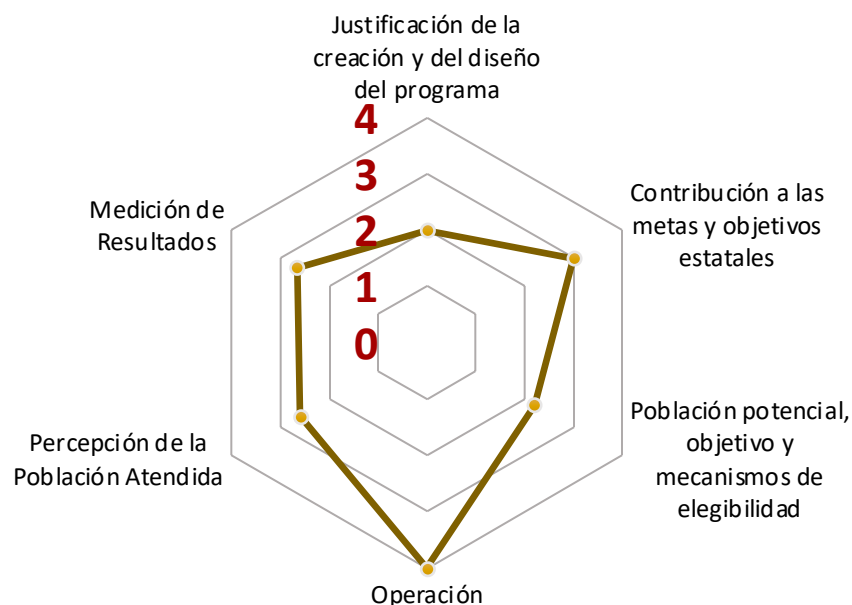 Justificación de la
creación y del diseño
del programa
4
3
2
1
0
Contribución a las
metas y objetivos
estatales
Población potencial,
objetivo y
mecanismos de
elegibilidad
Operación
Percepción de la
Población Atendida
Medición de
Resultados